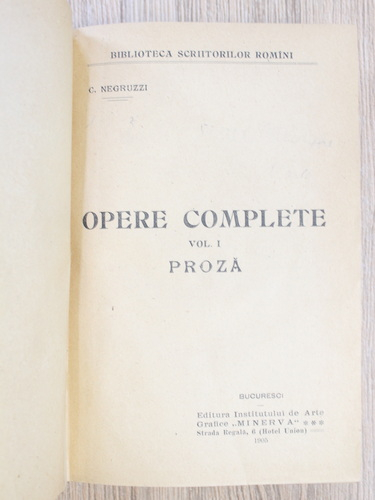 BIBLIOTECA SCRIITORILOR ROMÎNI
C. NEGRUZZI
OPERE COMPLETE
VOL. I
PROZĂ
BUCUREȘCI
Editura Institutului de Arte
Grafice „MINERVA"
Strada Regală, 6 (Hotel Union)
1905